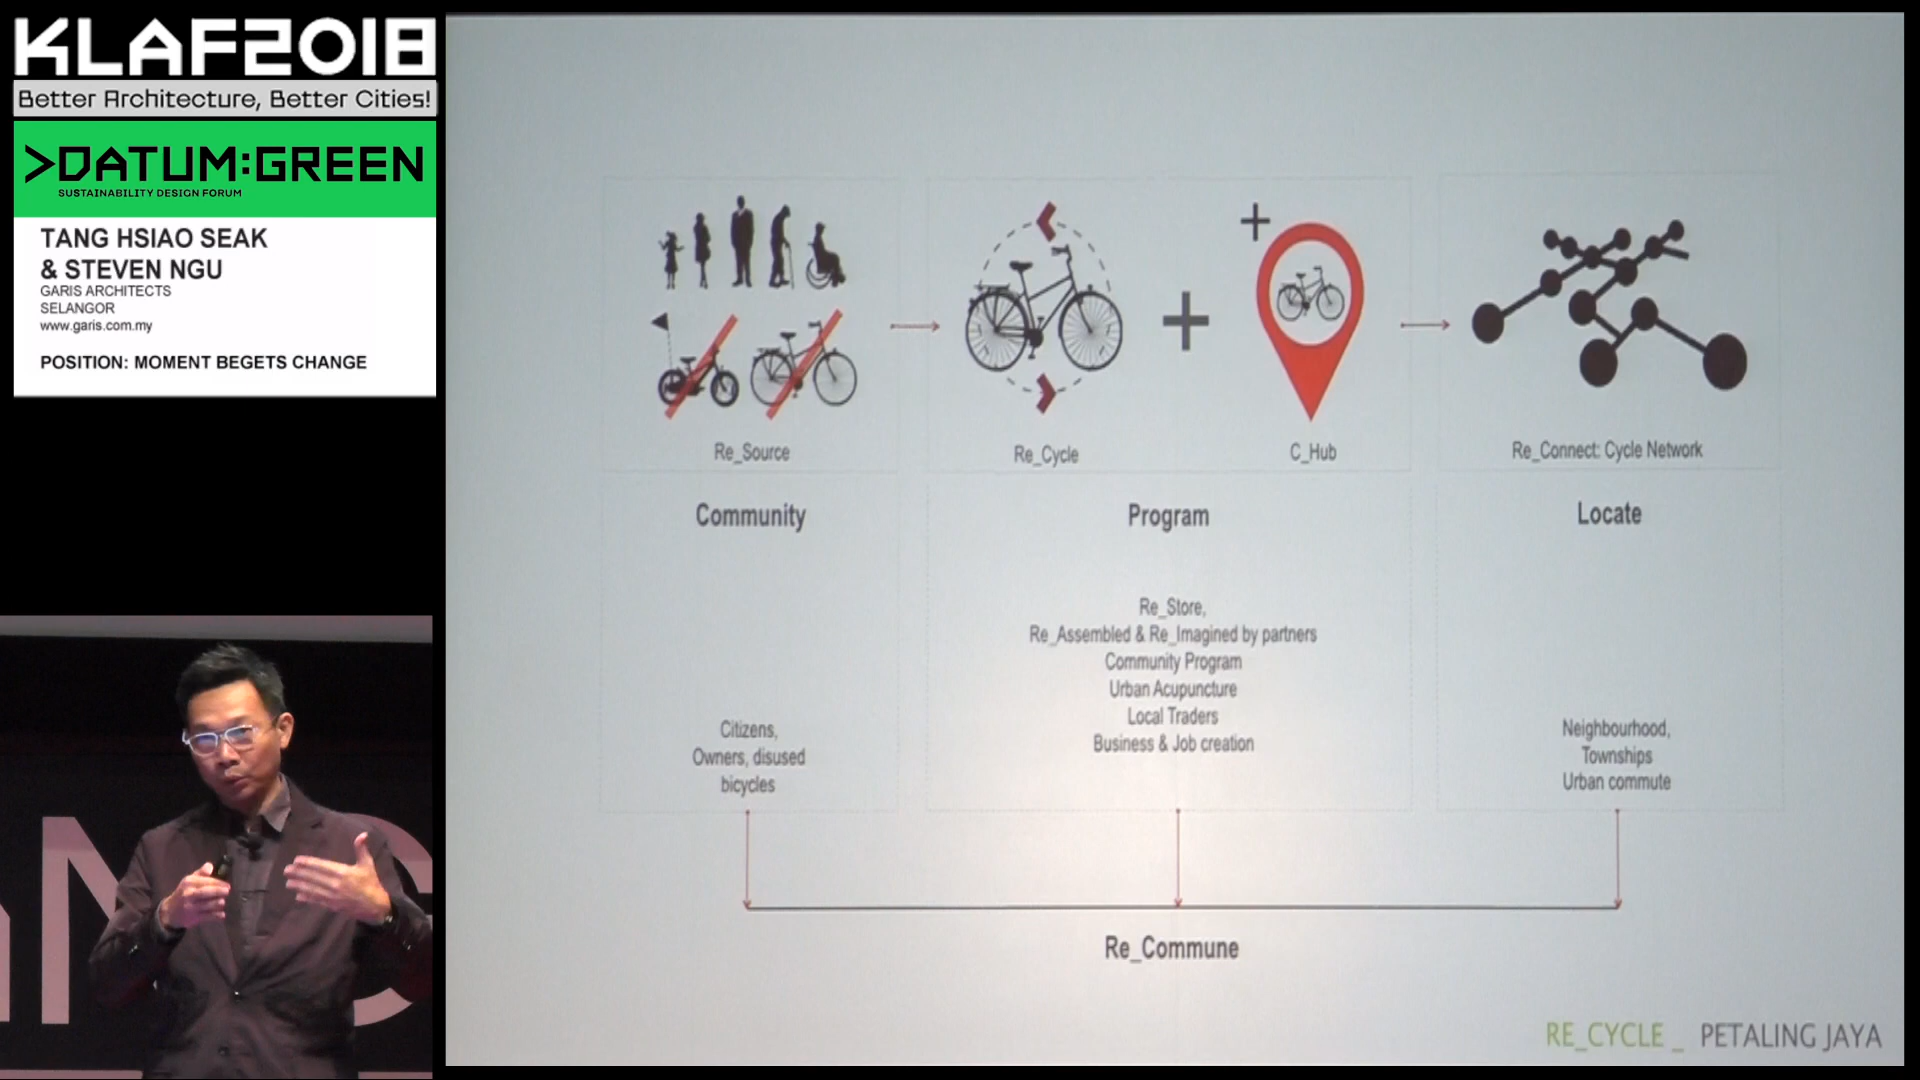 KLAF2018
Better Architecture, Better Cities!
>DATUM:GREEN
SUSTAINABILITY DESIGN FORUM
TANG HSIAO SEAK
& STEVEN NGU
GARIS ARCHITECTS
SELANGOR
www.garis.com.my
POSITION: MOMENT BEGETS CHANGE
Re_Source
Re_Cycle
C_Hub
Re_Connect: Cycle Network
Community
Program
Locate
Citizens,
Owners, disused
bicycles
Re_Store,
Re_Assembled & Re_Imagined by partners
Community Program
Urban Acupuncture
Local Traders
Business & Job creation
Neighbourhood,
Townships
Urban commute
Re_Commune
RE_CYCLE_ PETALING JAYA